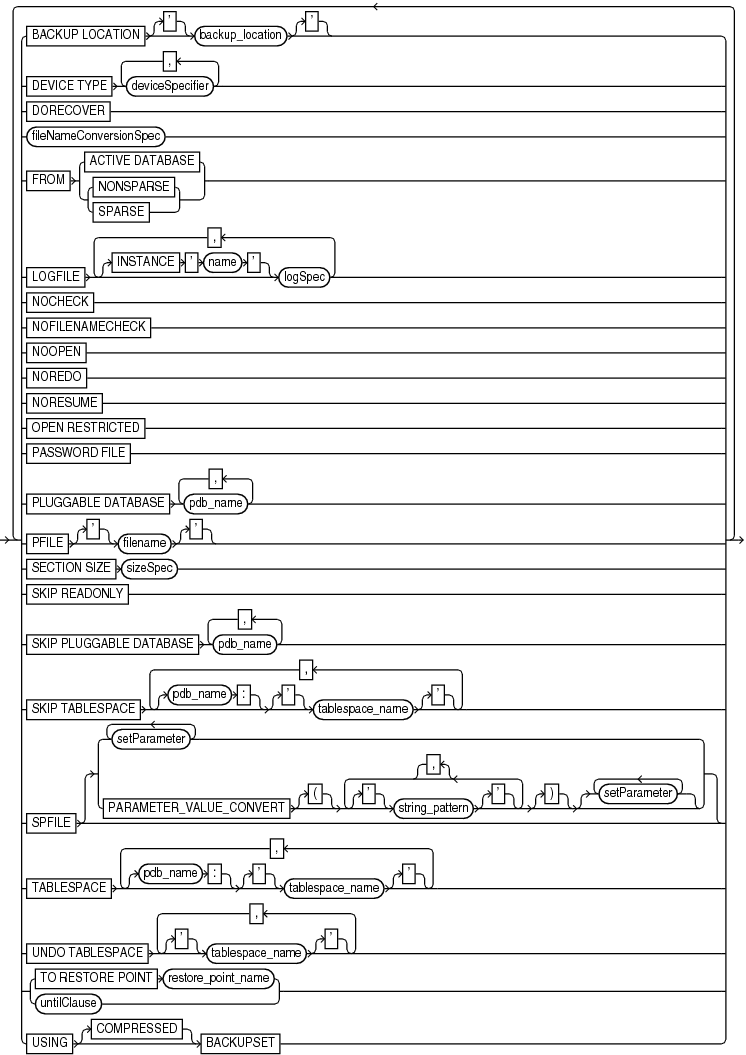 ' '
BACKUP LOCATION backup_location
,
DEVICE TYPE deviceSpecifier
DORECOVER
fileNameConversionSpec
ACTIVE DATABASE
FROM NONSPARSE
SPARSE
,
INSTANCE ' name '
LOGFILE logSpec
NOCHECK
NOFILENAMECHECK
NOOPEN
NOREDO
NORESUME
OPEN RESTRICTED
PASSWORD FILE
,
PLUGGABLE DATABASE pdb_name
' '
PFILE filename
SECTION SIZE sizeSpec
SKIP READONLY
,
SKIP PLUGGABLE DATABASE pdb_name
,
pdb_name : ' '
SKIP TABLESPACE tablespace_name
setParameter
,
( ' ' ) setParameter
PARAMETER_VALUE_CONVERT string_pattern
SPFILE
,
pdb_name : ' '
TABLESPACE tablespace_name
,
' '
UNDO TABLESPACE tablespace_name
TO RESTORE POINT restore_point_name
untilClause
COMPRESSED
USING BACKUPSET